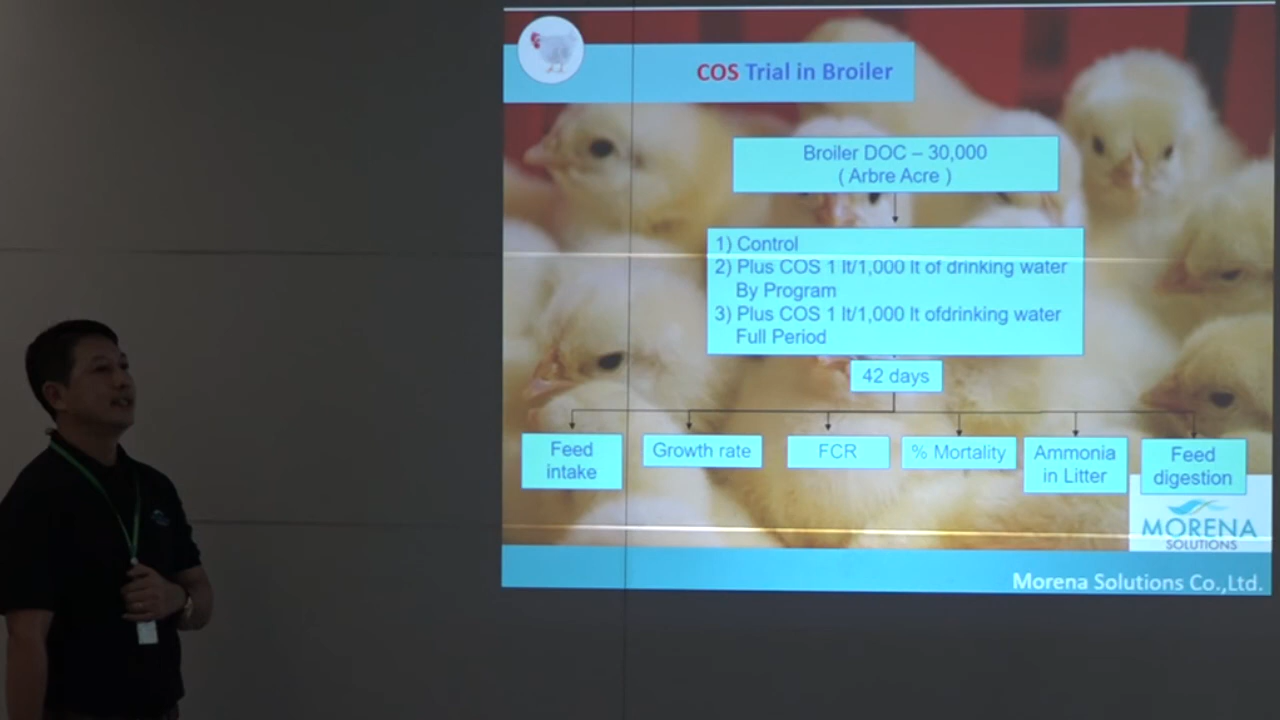 COS Trial in Broiler
Broiler DOC – 30,000
( Arbre Acre )
1) Control
2) Plus COS 1 lt/1,000 lt of drinking water
By Program
3) Plus COS 1 lt/1,000 lt ofdrinking water
Full Period
42 days
Feed
intake
Growth rate
FCR
% Mortality
Ammonia
in Litter
Feed
digestion
MORENA
SOLUTIONS
Morena Solutions Co.,Ltd.